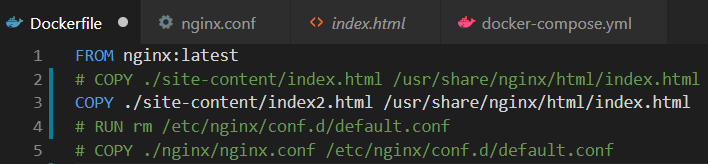 Dockerfile nginx.conf index.html docker-compose.yml
1 FROM nginx:latest
2 # COPY ./site-content/index.html /usr/share/nginx/html/index.html
3 COPY ./site-content/index2.html /usr/share/nginx/html/index.html
4 # RUN rm /etc/nginx/conf.d/default.conf
5 # COPY ./nginx/nginx.conf /etc/nginx/conf.d/default.conf